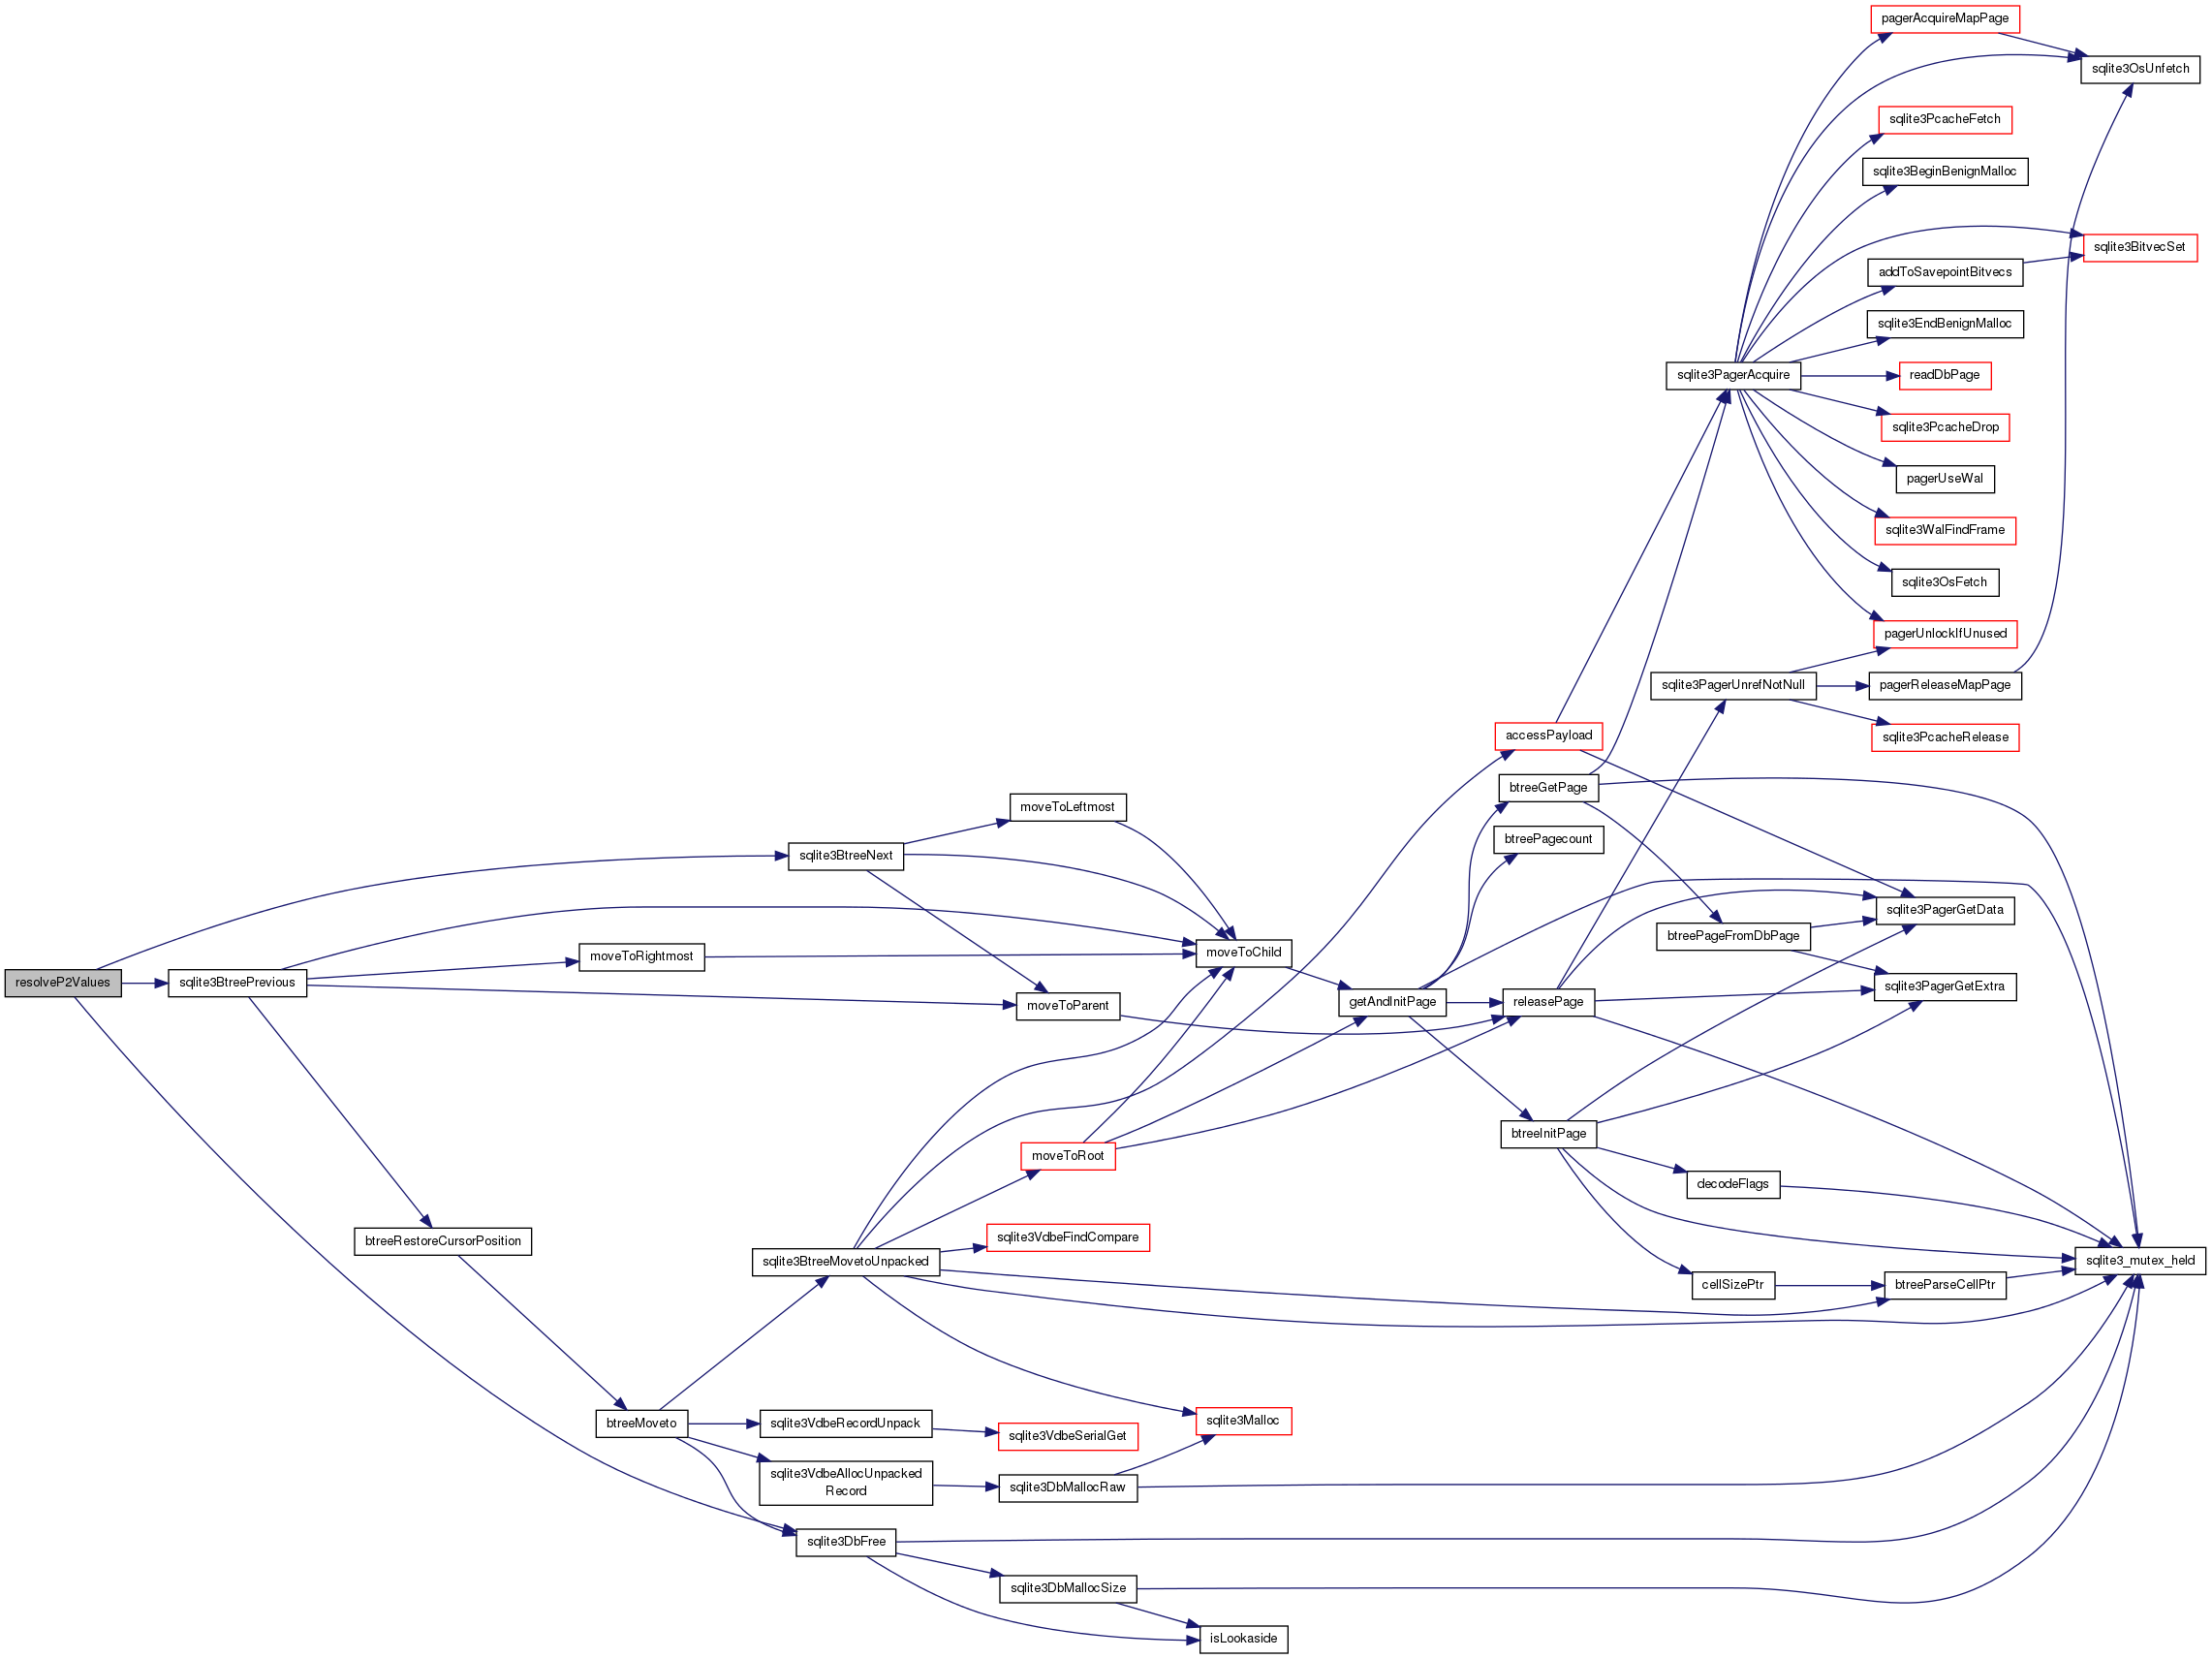 pagerAcquireMapPage
sqlite3OsUnfetch
sqlite3PcacheFetch
sqlite3BeginBenignMalloc
sqlite3BitvecSet
addToSavepointBitvecs
sqlite3EndBenignMalloc
sqlite3PagerAcquire
readDbPage
sqlite3PcacheDrop
pagerUseWal
sqlite3WalFindFrame
sqlite3OsFetch
pagerUnlockIfUnused
sqlite3PagerUnrefNotNull
pagerReleaseMapPage
accessPayload
sqlite3PcacheRelease
btreeGetPage
moveToLeftmost
btreePagecount
sqlite3BtreeNext
sqlite3PagerGetData
btreePageFromDbPage
moveToChild
moveToRightmost
resolveP2Values
sqlite3BtreePrevious
sqlite3PagerGetExtra
moveToParent
getAndInitPage
releasePage
btreeInitPage
moveToRoot
decodeFlags
sqlite3VdbeFindCompare
btreeRestoreCursorPosition
sqlite3BtreeMovetoUnpacked
sqlite3_mutex_held
cellSizePtr
btreeParseCellPtr
btreeMoveto
sqlite3VdbeRecordUnpack
sqlite3Malloc
sqlite3VdbeSerialGet
sqlite3VdbeAllocUnpacked
Record
sqlite3DbMallocRaw
sqlite3DbFree
sqlite3DbMallocSize
isLookaside